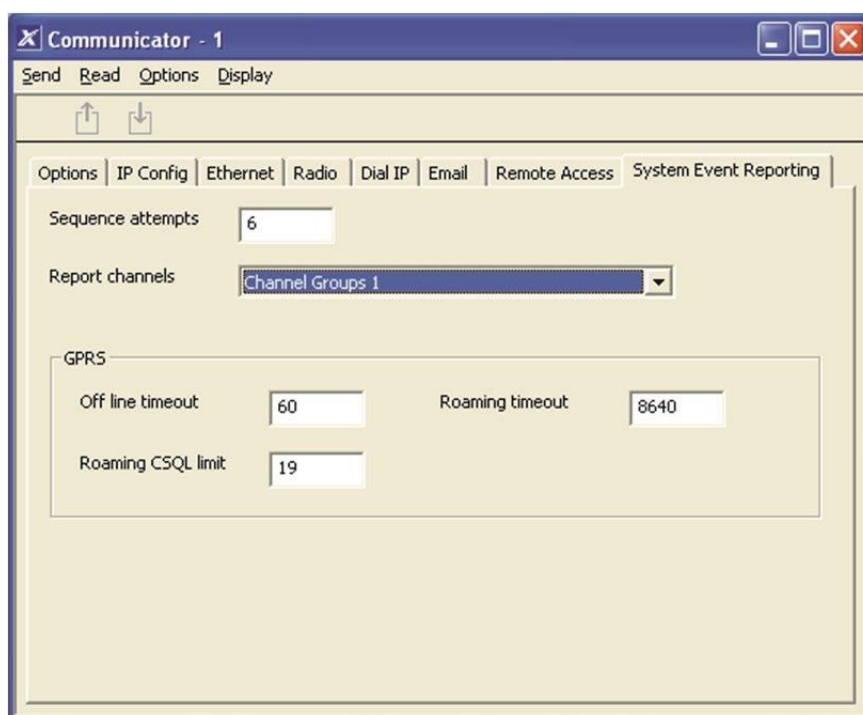 Communicator - 1
Send Read Options Display
Options IP Config Ethernet Radio Dial IP Email Remote Access System Event Reporting
Sequence attempts 6
Report channels Channel Groups 1
GPRS
Off line timeout 60 Roaming timeout 8640
Roaming CSQL limit 19